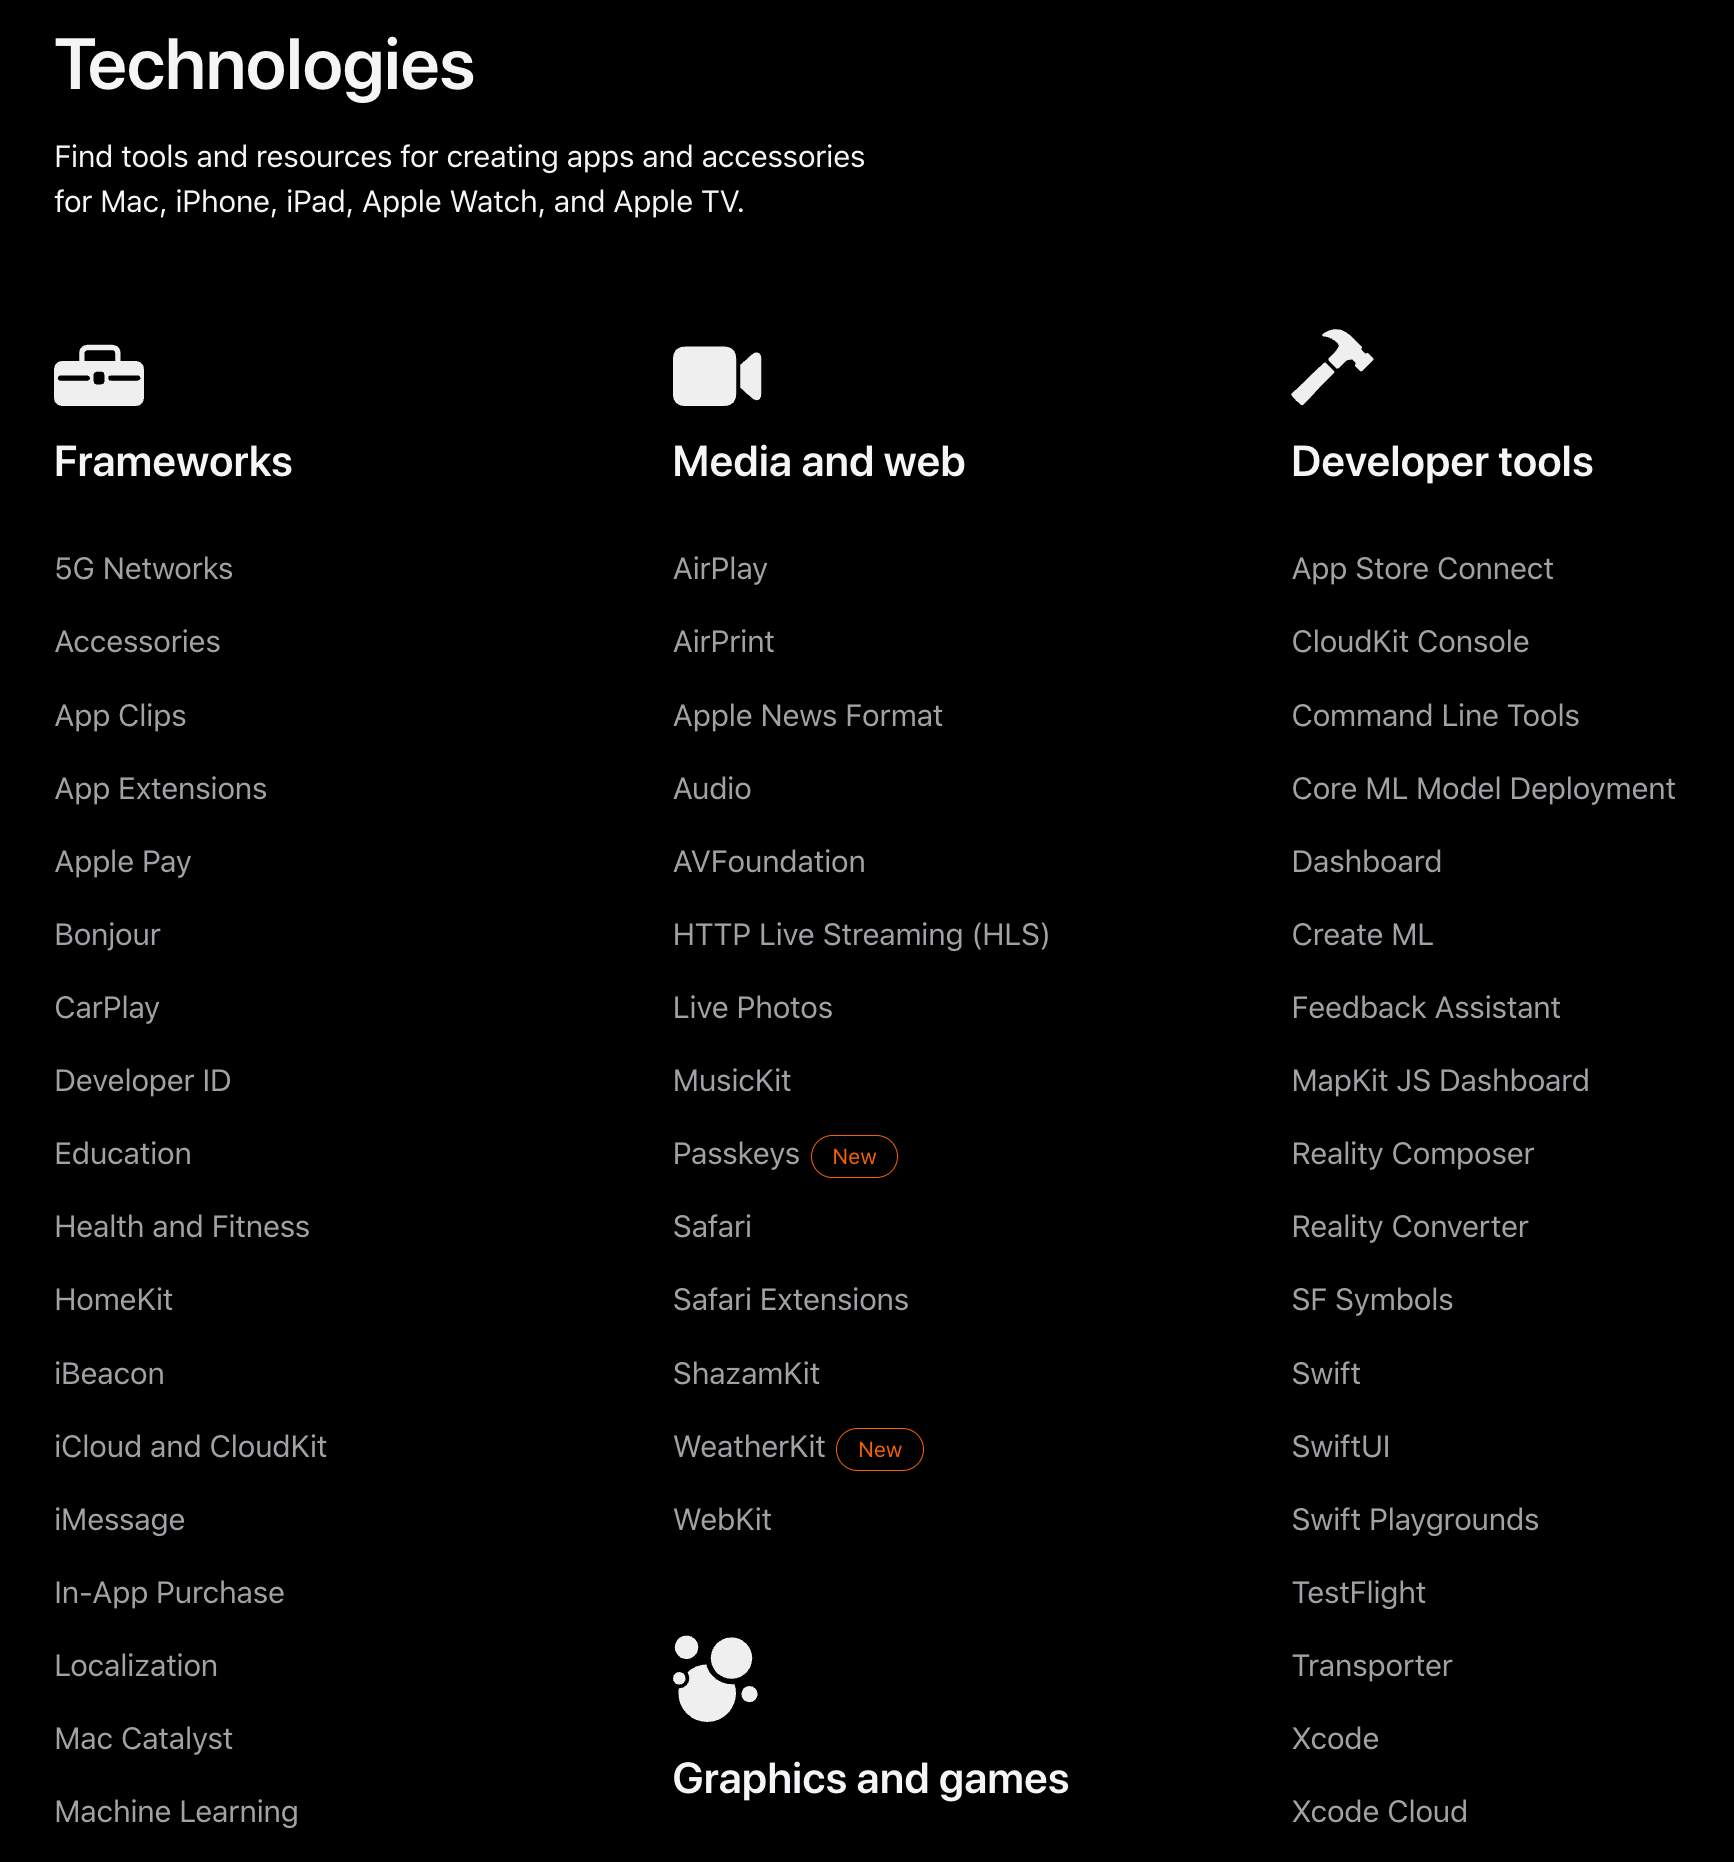 Technologies
Find tools and resources for creating apps and accessories
for Mac, iPhone, iPad, Apple Watch, and Apple TV.
Frameworks
5G Networks
Accessories
App Clips
App Extensions
Apple Pay
Bonjour
CarPlay
Developer ID
Education
Health and Fitness
HomeKit
iBeacon
iCloud and CloudKit
iMessage
In-App Purchase
Localization
Mac Catalyst
Machine Learning
Media and web
AirPlay
AirPrint
Apple News Format
Audio
AVFoundation
HTTP Live Streaming (HLS)
Live Photos
MusicKit
Passkeys New
Safari
Safari Extensions
ShazamKit
WeatherKit New
WebKit
Graphics and games
Developer tools
App Store Connect
CloudKit Console
Command Line Tools
Core ML Model Deployment
Dashboard
Create ML
Feedback Assistant
MapKit JS Dashboard
Reality Composer
Reality Converter
SF Symbols
Swift
SwiftUI
Swift Playgrounds
TestFlight
Transporter
Xcode
Xcode Cloud